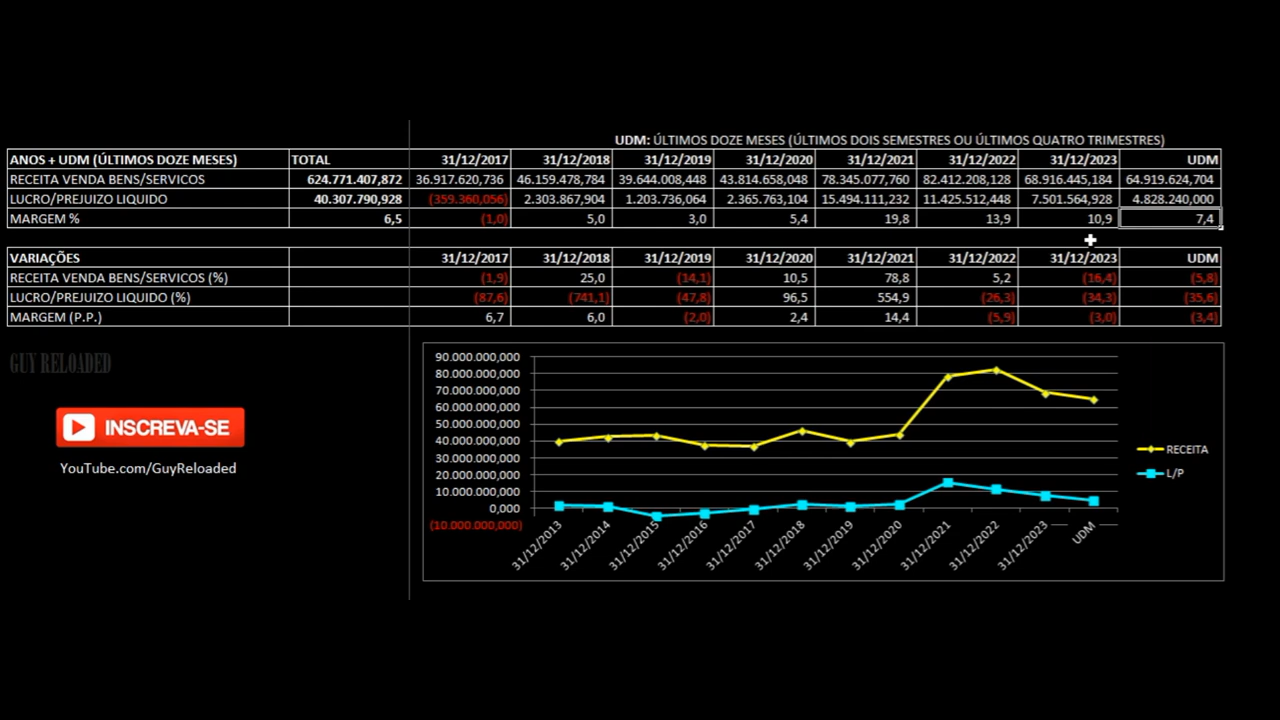 UDM: ÚLTIMOS DOZE MESES (ÚLTIMOS DOIS SEMESTRES OU ÚLTIMOS QUATRO TRIMESTRES)
ANOS + UDM (ÚLTIMOS DOZE MESES) TOTAL 31/12/2017 31/12/2018 31/12/2019 31/12/2020 31/12/2021 31/12/2022 31/12/2023 UDM
RECEITA VENDA BENS/SERVICOS 624.771.407,872 36.917.620,736 46.159.478,784 39.644.008,448 43.814.658,048 78.345.077,760 82.412.208,128 68.916.445,184 64.919.624,704
LUCRO/PREJUIZO LIQUIDO 40.307.790,928 (359.360,056) 2.303.867,904 1.203.736,064 2.365.763,104 15.494.111,232 11.425.512,448 7.501.564,928 4.828.240,000
MARGEM % 6,5 (1,0) 5,0 3,0 5,4 19,8 13,9 10,9 7,4
VARIAÇÕES 31/12/2017 31/12/2018 31/12/2019 31/12/2020 31/12/2021 31/12/2022 31/12/2023 UDM
RECEITA VENDA BENS/SERVICOS (%) (1,9) 25,0 (14,1) 10,5 78,8 5,2 (16,4) (5,8)
LUCRO/PREJUIZO LIQUIDO (%) (87,6) (741,1) (47,8) 96,5 554,9 (26,3) (34,3) (35,6)
MARGEM (P.P.) 6,7 6,0 (2,0) 2,4 14,4 (5,9) (3,0) (3,4)
GUY RELOADED
INSCREVA-SE
YouTube.com/GuyReloaded
90.000.000,000
80.000.000,000
70.000.000,000
60.000.000,000
50.000.000,000
40.000.000,000
30.000.000,000
20.000.000,000
10.000.000,000
0,000
(10.000.000,000)
31/12/2013 31/12/2014 31/12/2015 31/12/2016 31/12/2017 31/12/2018 31/12/2019 31/12/2020 31/12/2021 31/12/2022 31/12/2023 UDM
RECEITA
L/P